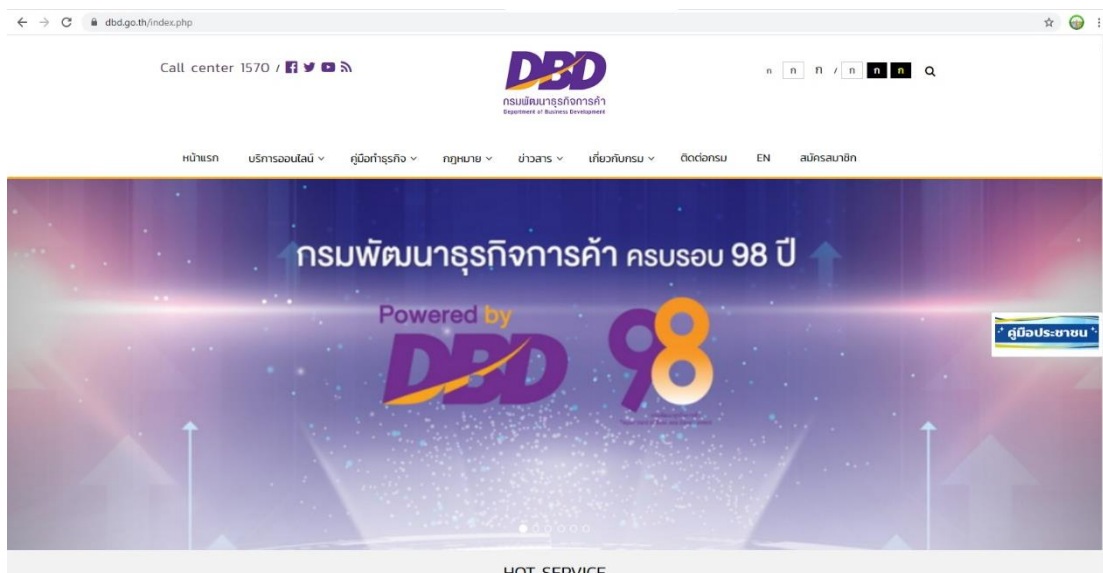 dbd.go.th/index.php
Call center 1570 /
DBD
กรมพัฒนาธุรกิจการค้า
Department of Business Development
ก ก ก / ก ก ก
หน้าแรก บริการออนไลน์ คู่มือทำธุรกิจ กฎหมาย ข่าวสาร เกี่ยวกับกรม ติดต่อกรม EN สมัครสมาชิก
กรมพัฒนาธุรกิจการค้า ครบรอบ 98 ปี
Powered by
DBD 98
คู่มือประชาชน
HOT SERVICE